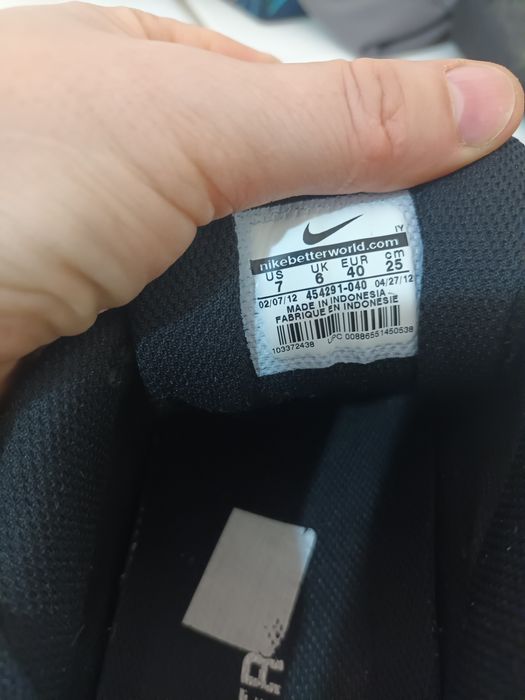 IY
nikebetterworld.com
US UK EUR cm
7 6 40 25
02/07/12 454291-040 04/27/12
MADE IN INDONESIA
FABRIQUE EN INDONESIE
103372438 UPC 00886551450538